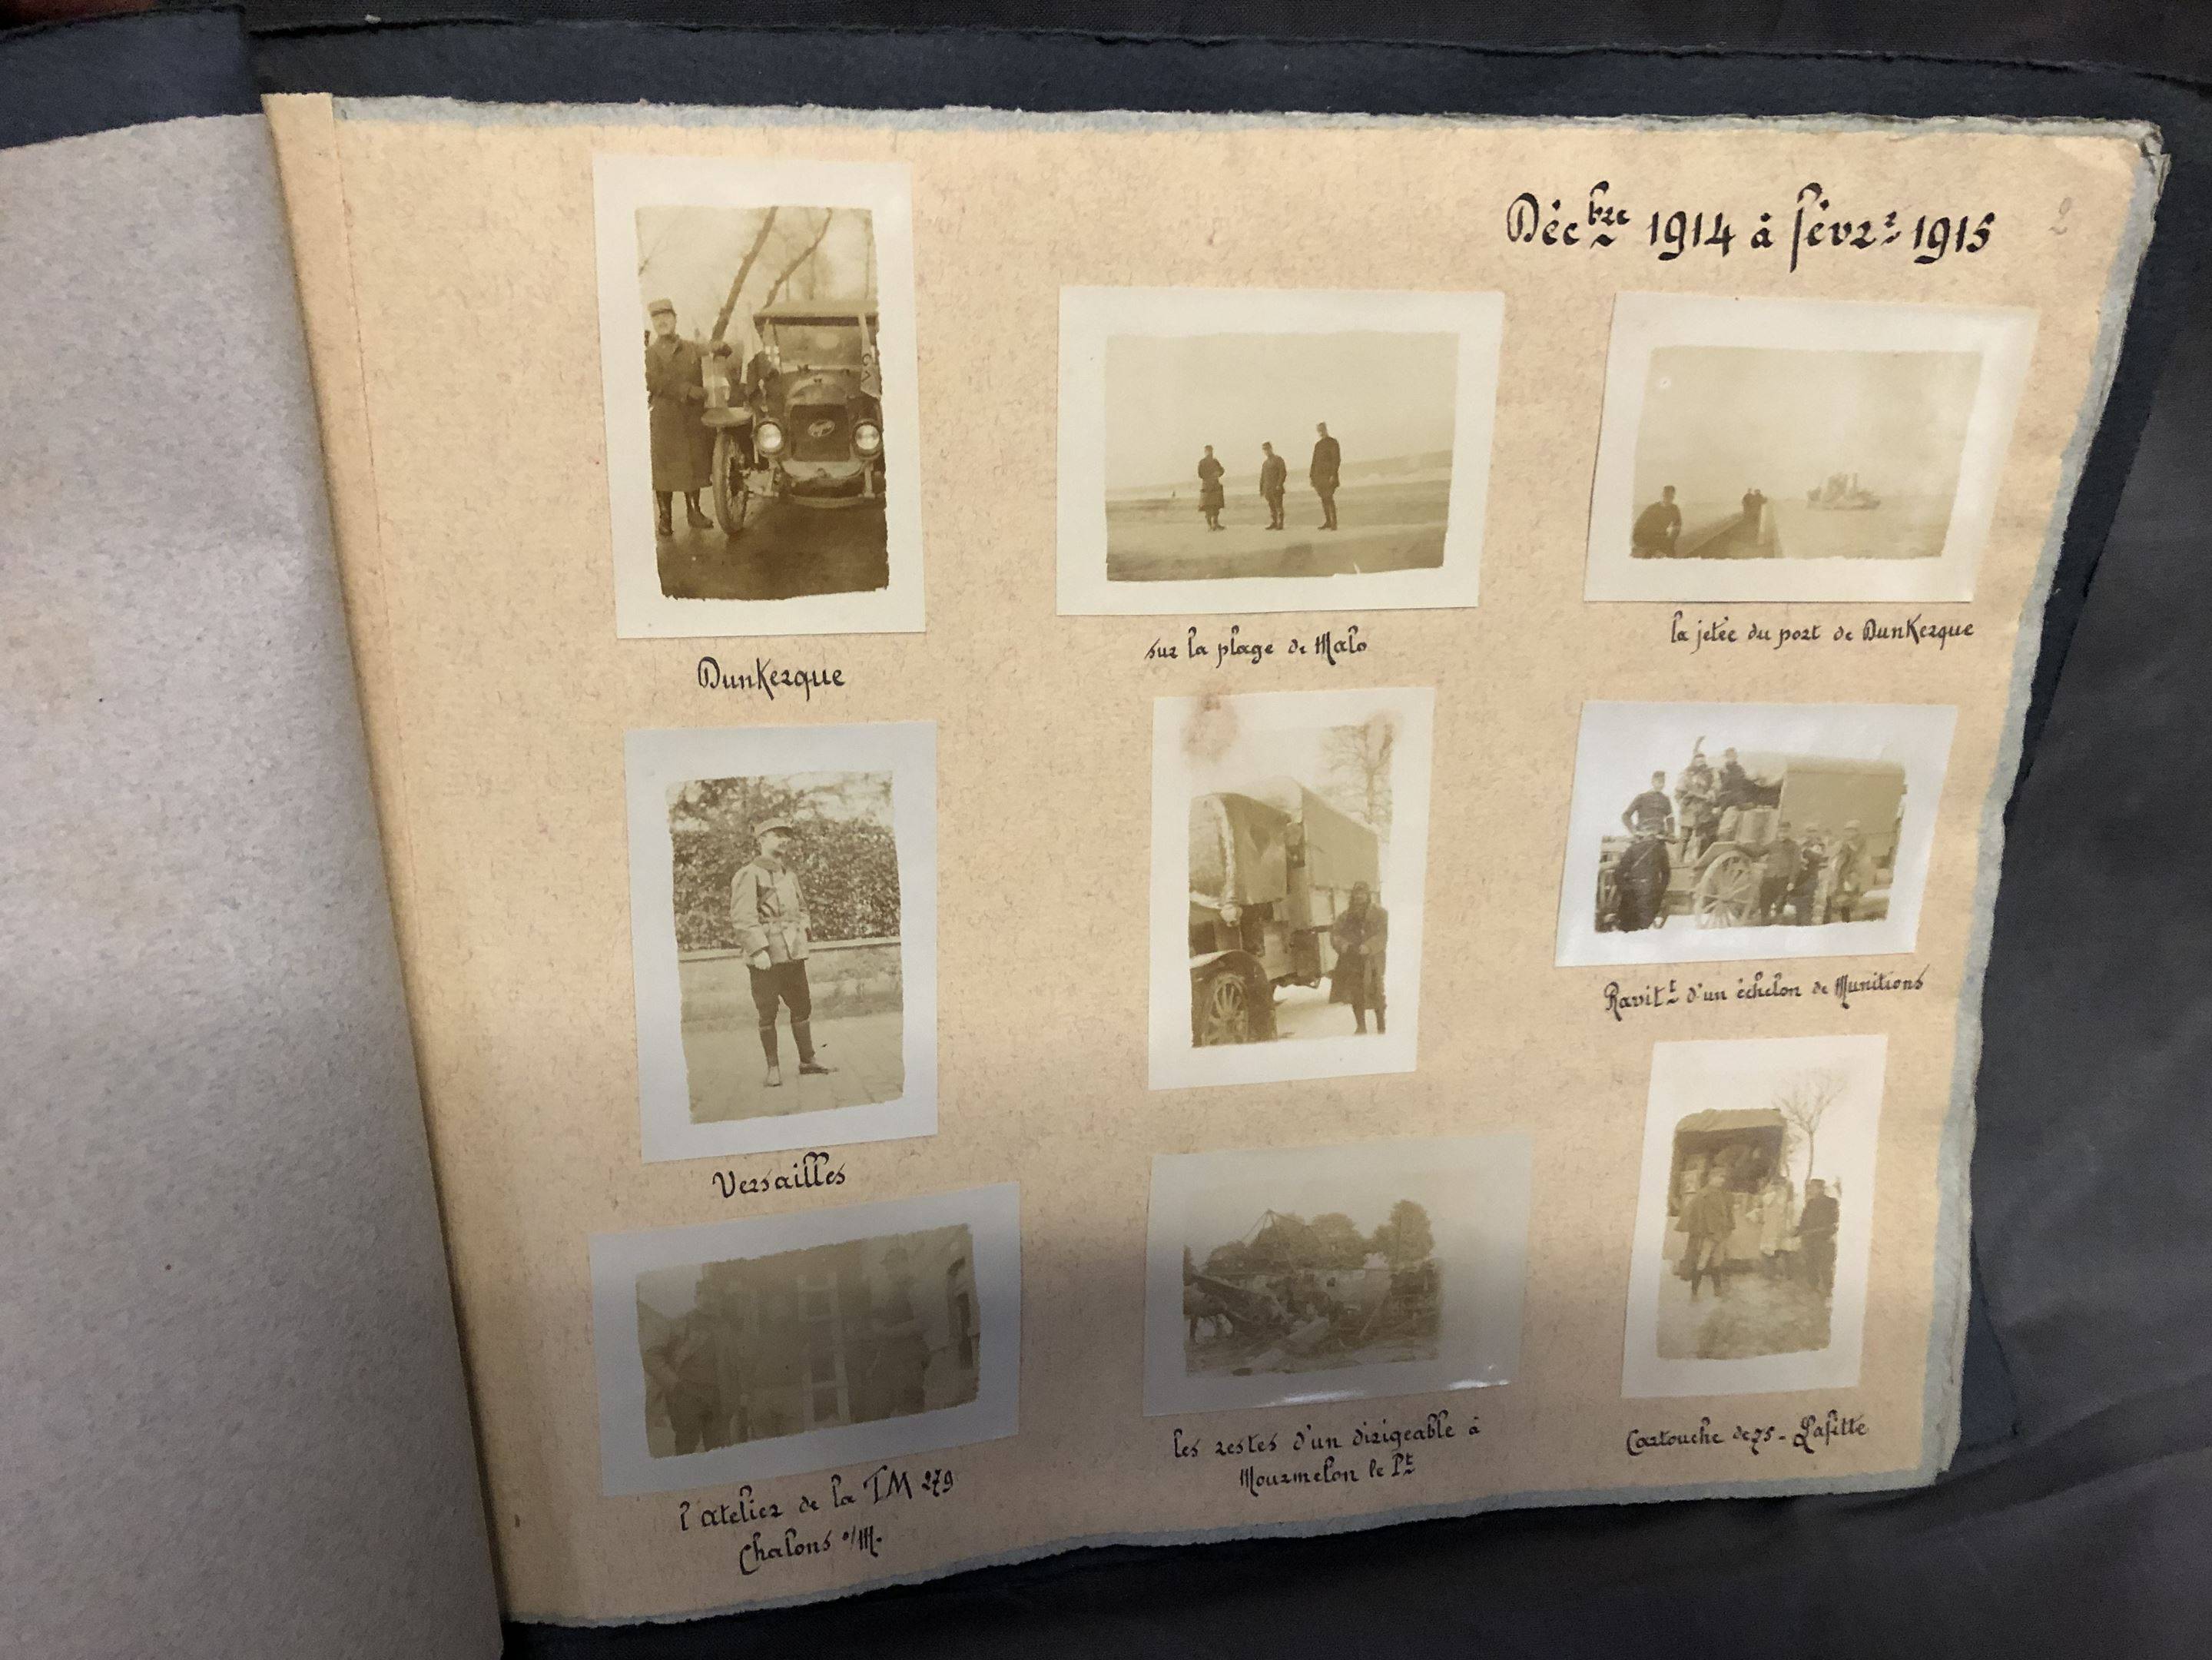 Déc.bre 1914 à févr.r 1915
2
Dunkerque
sur la plage de Malo
la jetée du port de Dunkerque
Versailles
Ravit.t d'un échelon de Munitions
l'atelier de la TM 279
Chalons s/M.
les restes d'un dirigeable à
Mourmelon le Pt
Cartouche de 75 - Lafitte